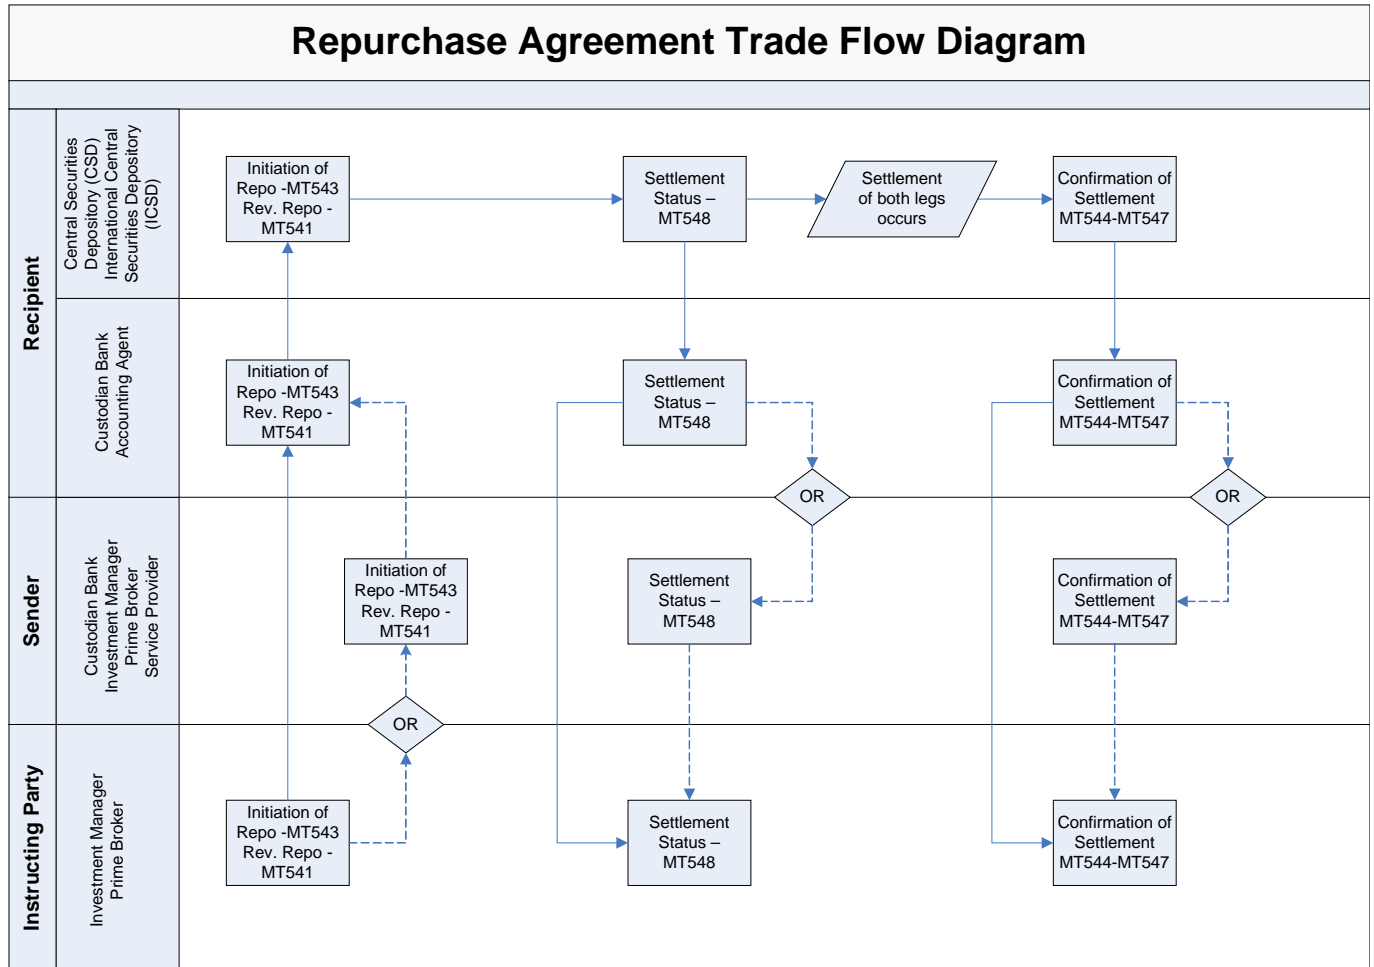 Repurchase Agreement Trade Flow Diagram
Recipient
Central Securities
Depository (CSD)
International Central
Securities Depository
(ICSD)
Initiation of
Repo -MT543
Rev. Repo -
MT541
Settlement
Status –
MT548
Settlement
of both legs
occurs
Confirmation of
Settlement
MT544-MT547
Custodian Bank
Accounting Agent
Initiation of
Repo -MT543
Rev. Repo -
MT541
Settlement
Status –
MT548
Confirmation of
Settlement
MT544-MT547
OR
OR
Sender
Custodian Bank
Investment Manager
Prime Broker
Service Provider
Initiation of
Repo -MT543
Rev. Repo -
MT541
Settlement
Status –
MT548
Confirmation of
Settlement
MT544-MT547
OR
Instructing Party
Investment Manager
Prime Broker
Initiation of
Repo -MT543
Rev. Repo -
MT541
Settlement
Status –
MT548
Confirmation of
Settlement
MT544-MT547